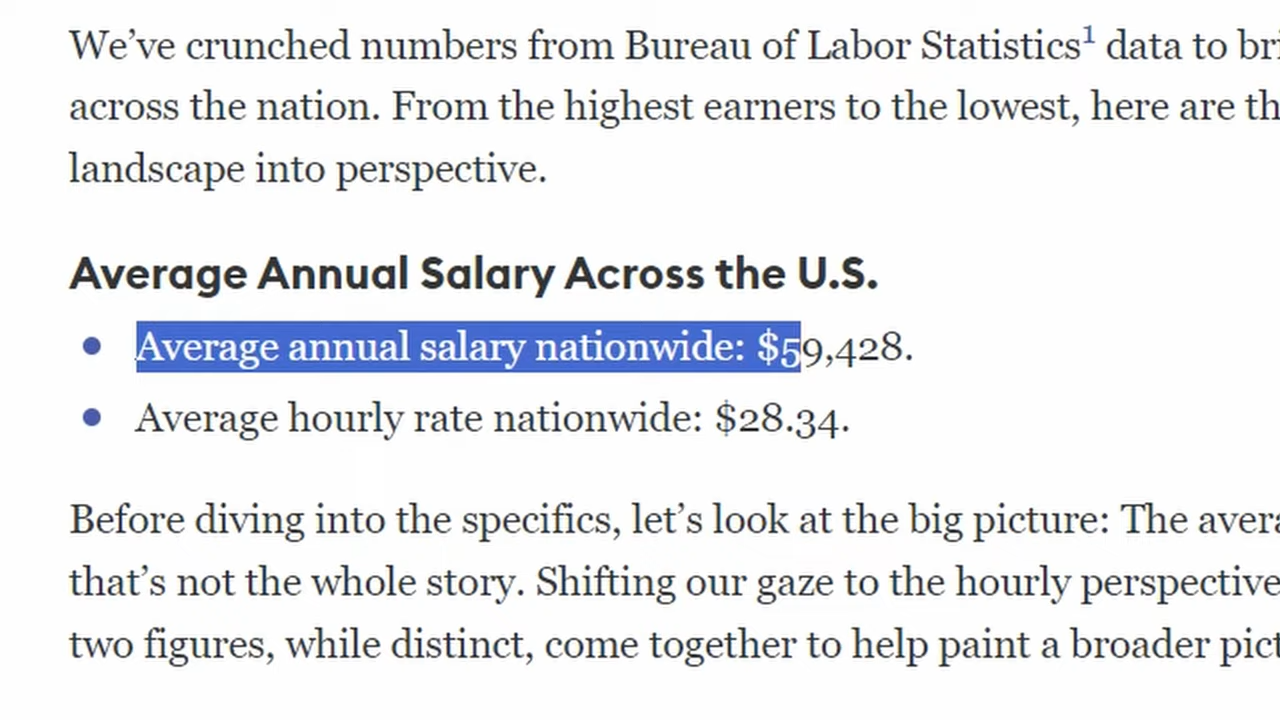 We’ve crunched numbers from Bureau of Labor Statistics¹ data to
across the nation. From the highest earners to the lowest, here are
landscape into perspective.
Average Annual Salary Across the U.S.
• Average annual salary nationwide: $59,428.
• Average hourly rate nationwide: $28.34.
Before diving into the specifics, let’s look at the big picture: The
that’s not the whole story. Shifting our gaze to the hourly perspective
two figures, while distinct, come together to help paint a broader